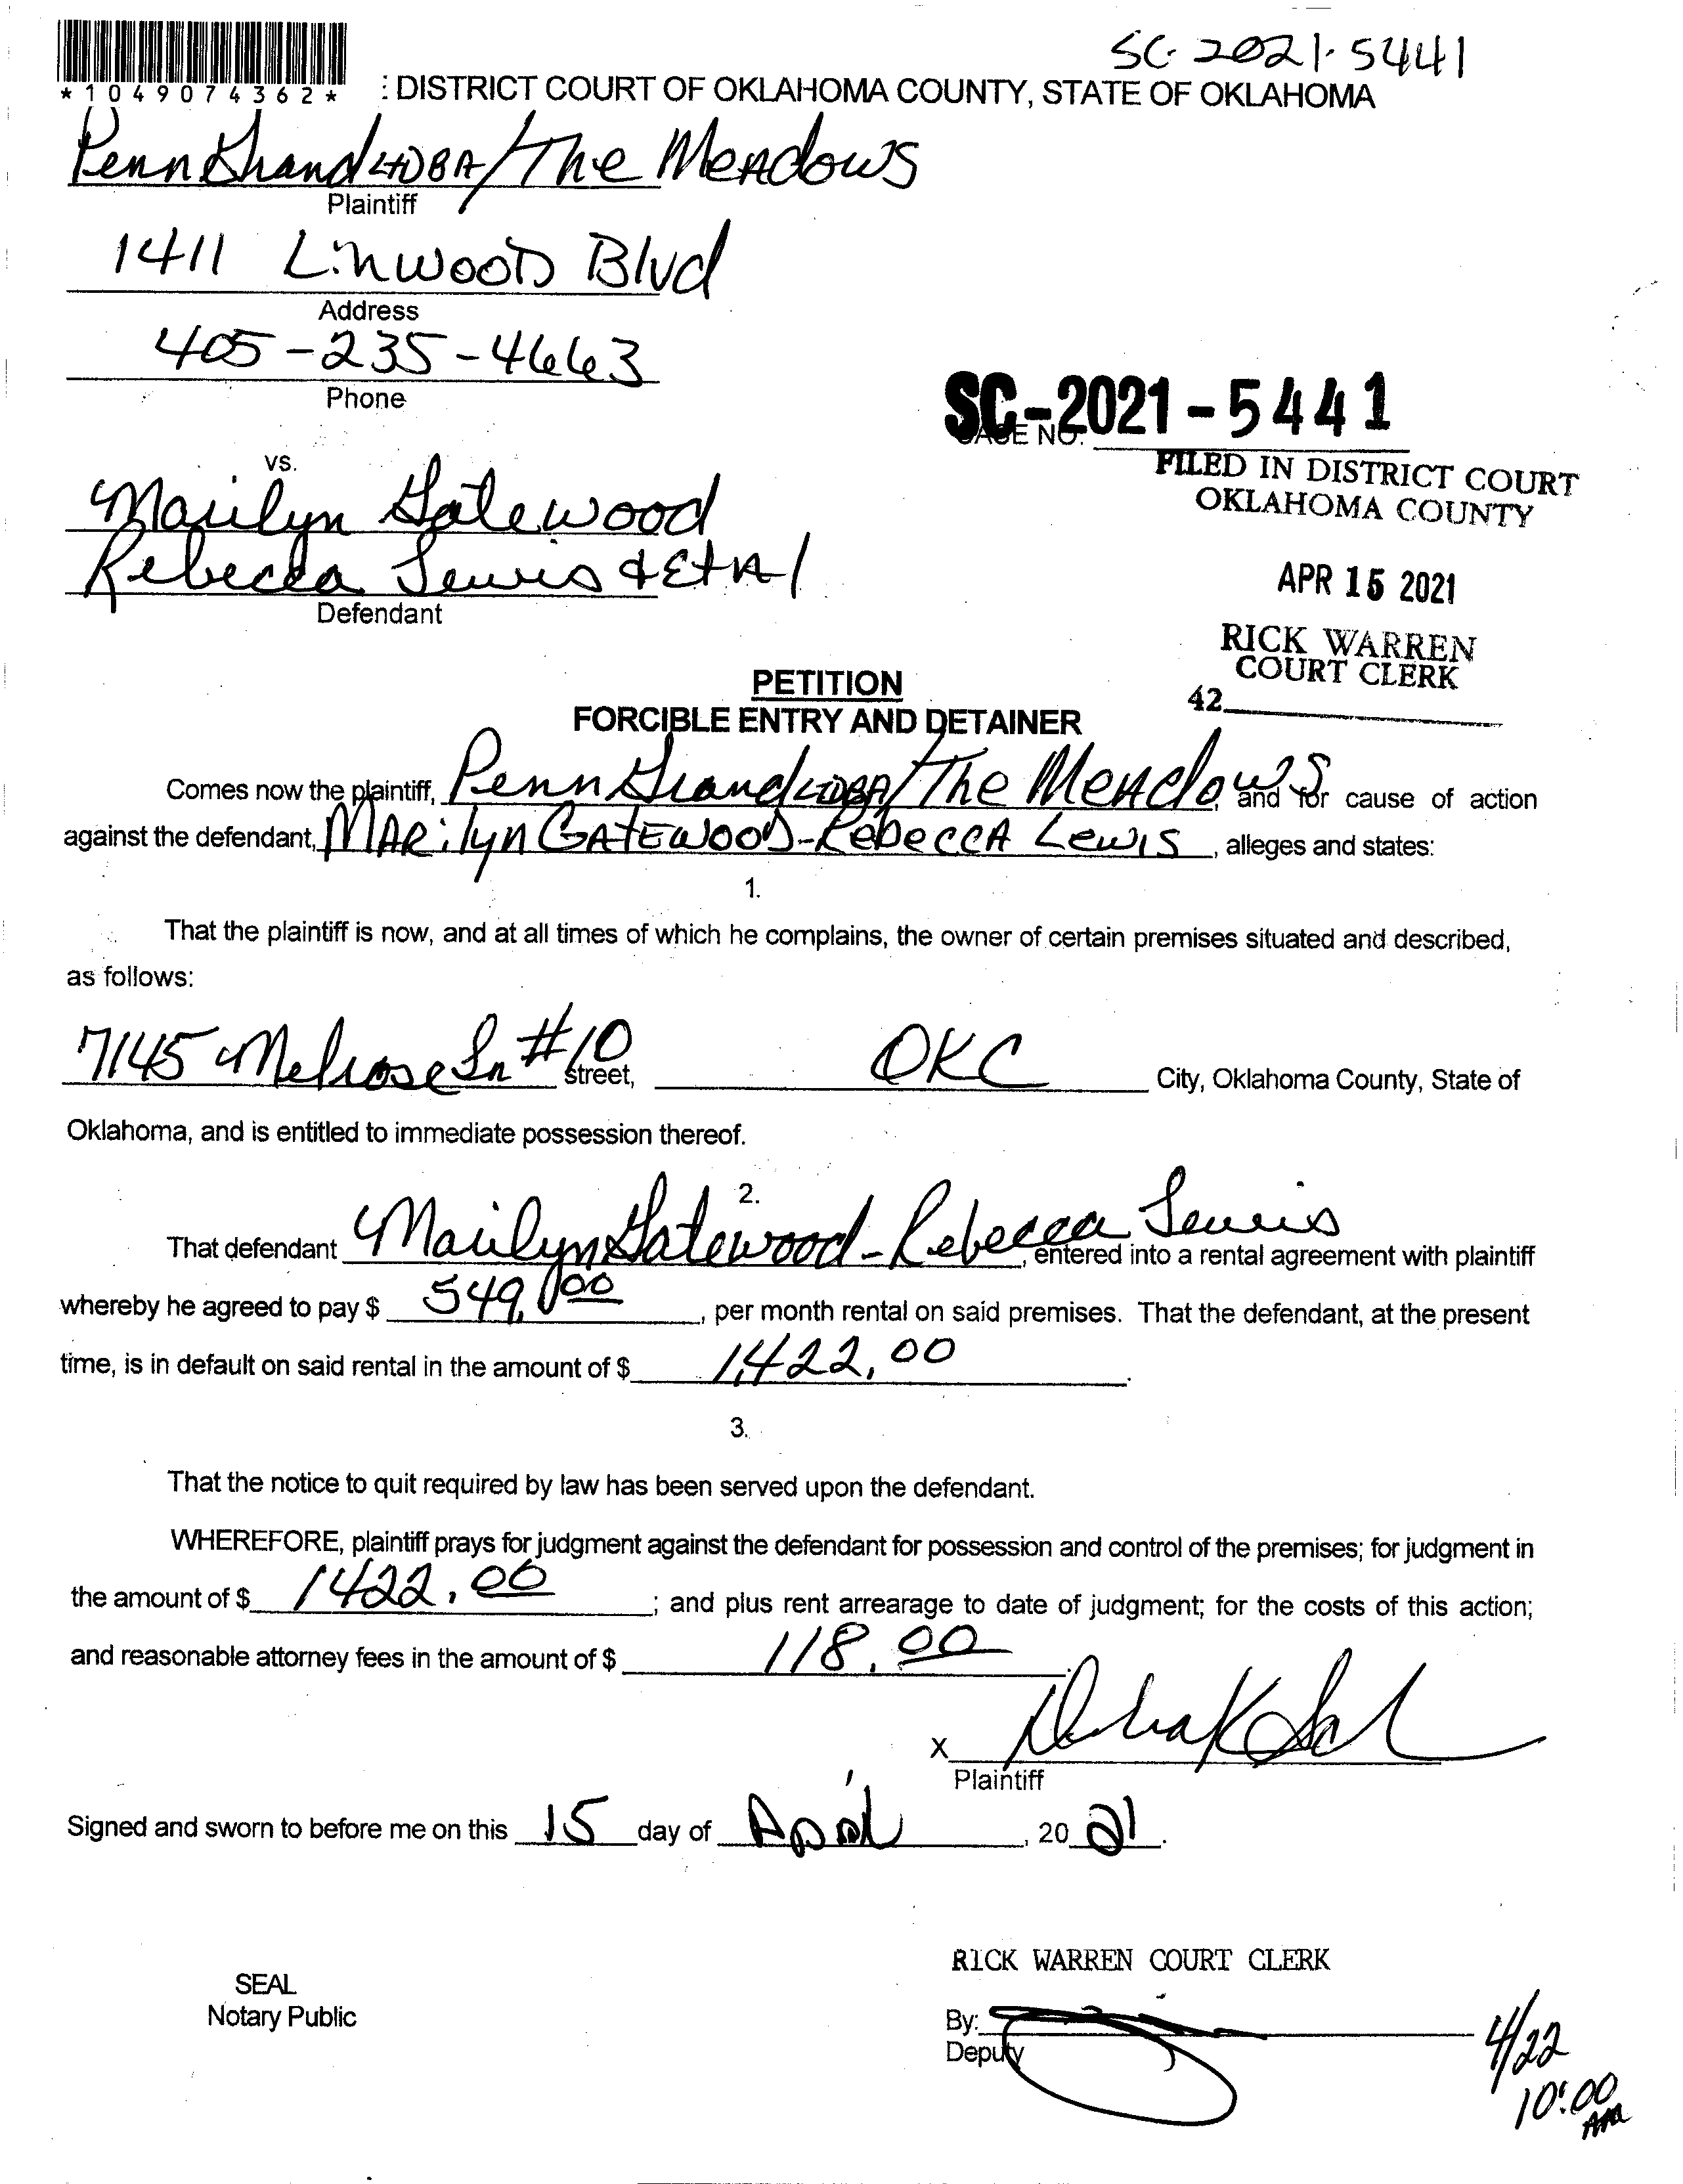 SC-2021-5441
*1049074362*
: DISTRICT COURT OF OKLAHOMA COUNTY, STATE OF OKLAHOMA
Penn Grand LTDBA/The Meadows
Plaintiff
1411 Linwood Blvd
Address
405-235-4663
Phone
SC-2021-5441
CASE NO.
FILED IN DISTRICT COURT
OKLAHOMA COUNTY
vs.
Marilyn Gatewood
Rebecca Lewis & EtAl
Defendant
APR 15 2021
RICK WARREN
COURT CLERK
42
PETITION
FORCIBLE ENTRY AND DETAINER
Comes now the plaintiff, Penn Grand LTDBA/The Meadows, and for cause of action
against the defendant, Marilyn Gatewood-Rebecca Lewis, alleges and states:
1.
That the plaintiff is now, and at all times of which he complains, the owner of certain premises situated and described,
as follows:
7145 Melrose Ln #10 street, OKC City, Oklahoma County, State of
Oklahoma, and is entitled to immediate possession thereof.
2.
That defendant Marilyn Gatewood-Rebecca Lewis, entered into a rental agreement with plaintiff
whereby he agreed to pay $ 549.00, per month rental on said premises. That the defendant, at the present
time, is in default on said rental in the amount of $ 1,422.00.
3.
That the notice to quit required by law has been served upon the defendant.
WHEREFORE, plaintiff prays for judgment against the defendant for possession and control of the premises; for judgment in
the amount of $ 1422.00; and plus rent arrearage to date of judgment; for the costs of this action;
and reasonable attorney fees in the amount of $ 118.00.
X
Plaintiff
Signed and sworn to before me on this 15 day of April, 2021.
RICK WARREN COURT CLERK
SEAL
Notary Public
By:
Deputy
4/22
10:00
AM